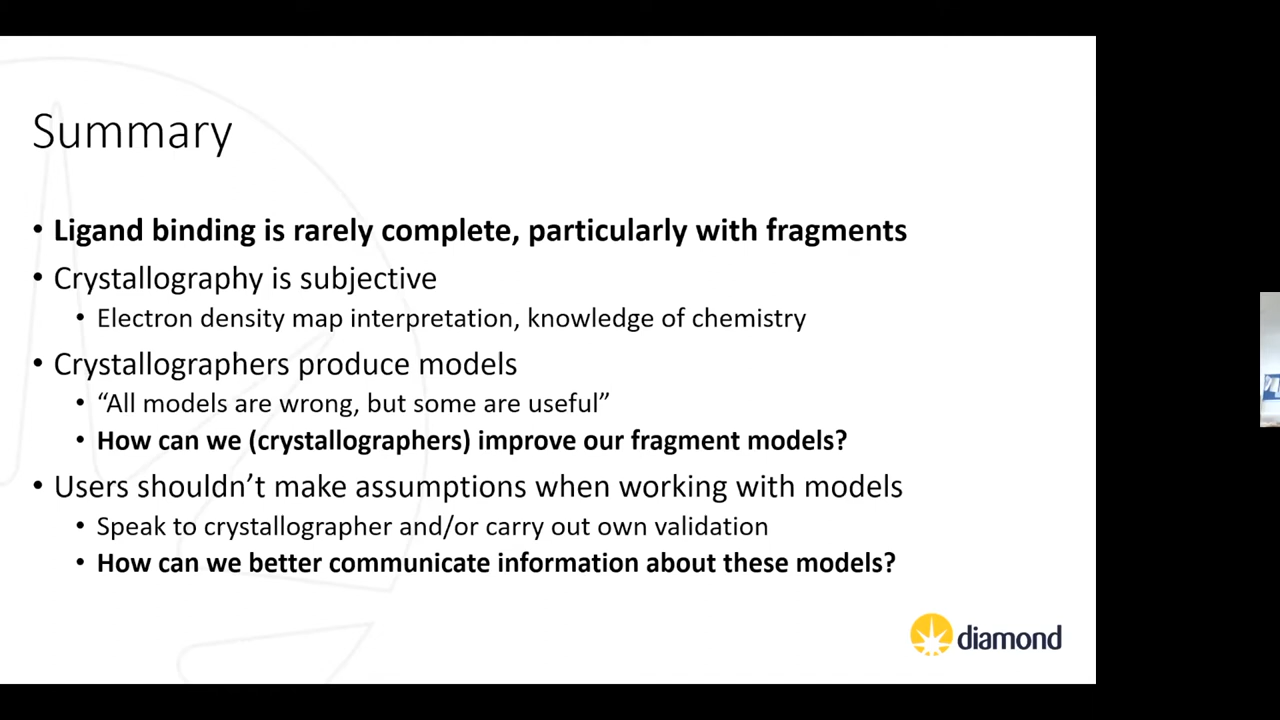 Summary
• Ligand binding is rarely complete, particularly with fragments
• Crystallography is subjective
• Electron density map interpretation, knowledge of chemistry
• Crystallographers produce models
• “All models are wrong, but some are useful”
• How can we (crystallographers) improve our fragment models?
• Users shouldn’t make assumptions when working with models
• Speak to crystallographer and/or carry out own validation
• How can we better communicate information about these models?
diamond